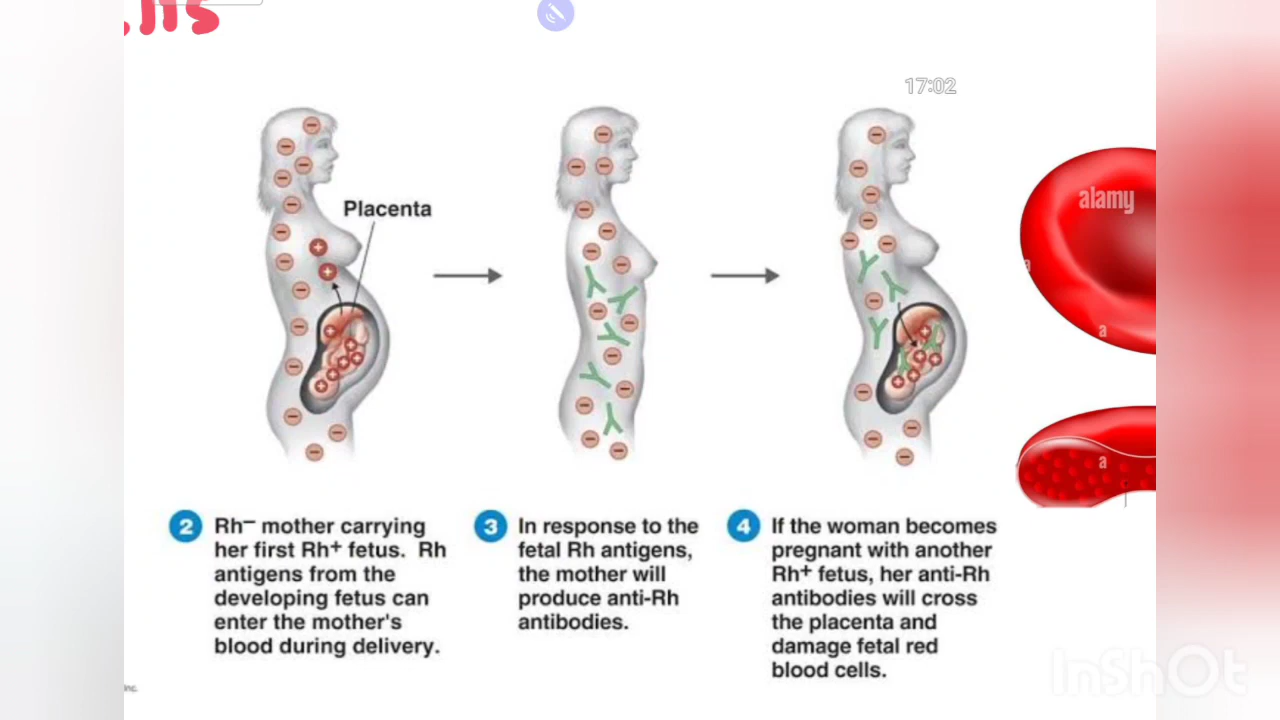 17:02
Placenta
alamy
a
a
a
2 Rh− mother carrying
her first Rh+ fetus. Rh
antigens from the
developing fetus can
enter the mother's
blood during delivery.
3 In response to the
fetal Rh antigens,
the mother will
produce anti-Rh
antibodies.
4 If the woman becomes
pregnant with another
Rh+ fetus, her anti-Rh
antibodies will cross
the placenta and
damage fetal red
blood cells.
Inc.
InShOt